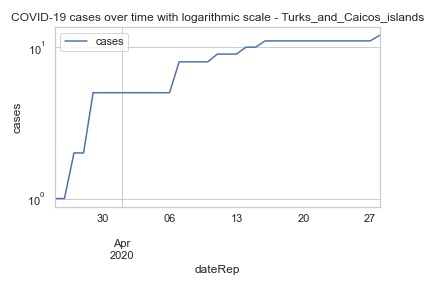 COVID-19 cases over time with logarithmic scale - Turks_and_Caicos_islands
cases
10¹
10⁰
cases
30 06 13 20 27
Apr
2020
dateRep